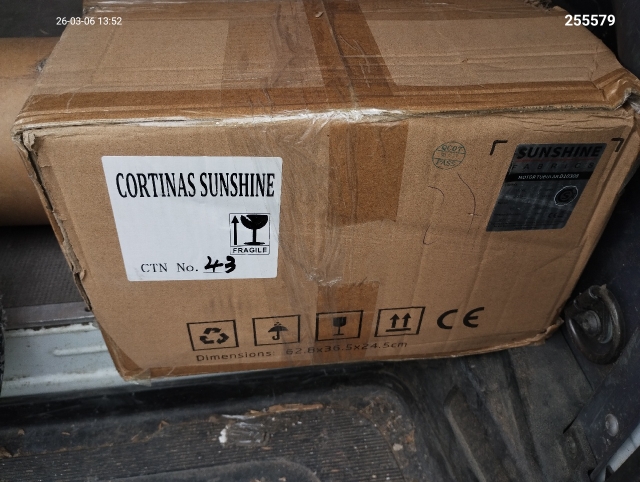 26-03-06 13:52
255579
CORTINAS SUNSHINE
FRAGILE
CTN No. 43
SUNSHINE
PASS
CE
Dimensions: 62.8x38.5x24.5cm